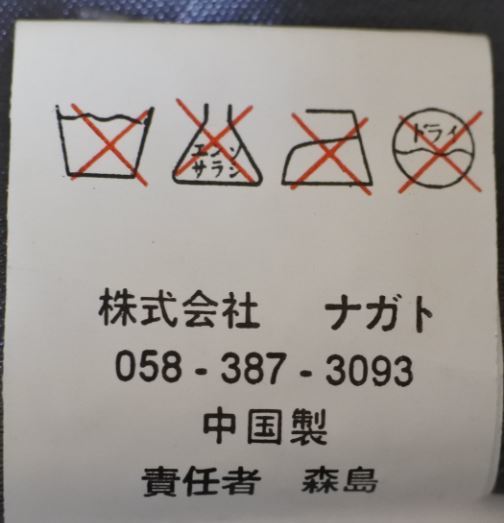 エンソ
サラシ
ドライ
株式会社　ナガト
058 - 387 - 3093
中国製
責任者　森島